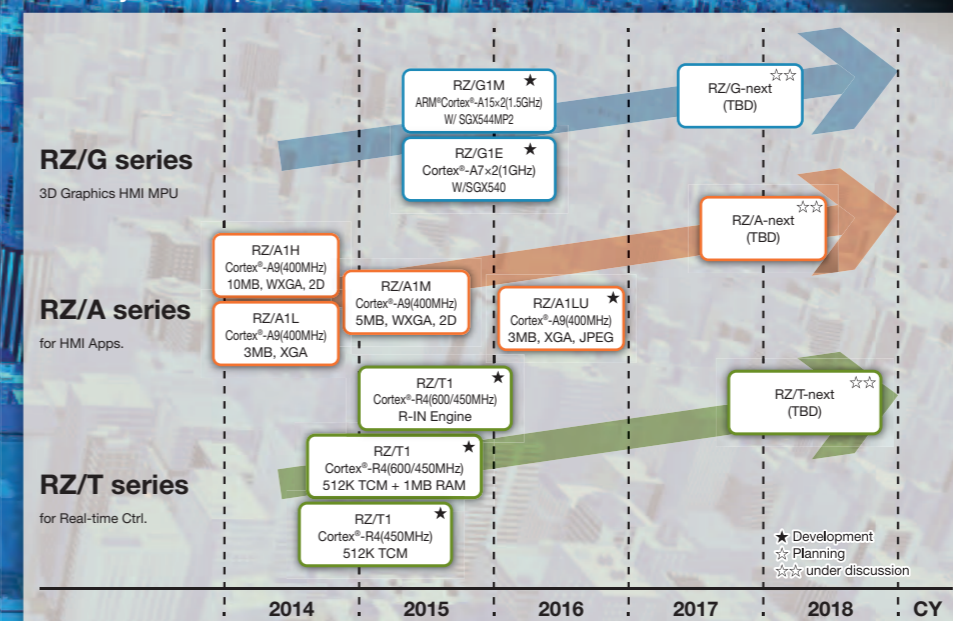 RZ/G1M ★
ARM®Cortex®-A15×2(1.5GHz)
W/ SGX544MP2
RZ/G-next ☆☆
(TBD)
RZ/G1E ★
Cortex®-A7×2(1GHz)
W/SGX540
RZ/G series
3D Graphics HMI MPU
RZ/A-next ☆☆
(TBD)
RZ/A1H
Cortex®-A9(400MHz)
10MB, WXGA, 2D
RZ/A1M
Cortex®-A9(400MHz)
5MB, WXGA, 2D
RZ/A1LU ★
Cortex®-A9(400MHz)
3MB, XGA, JPEG
RZ/A series
for HMI Apps.
RZ/A1L
Cortex®-A9(400MHz)
3MB, XGA
RZ/T1 ★
Cortex®-R4(600/450MHz)
R-IN Engine
RZ/T-next ☆☆
(TBD)
RZ/T1 ★
Cortex®-R4(600/450MHz)
512K TCM + 1MB RAM
RZ/T series
for Real-time Ctrl.
RZ/T1 ★
Cortex®-R4(450MHz)
512K TCM
★ Development
☆ Planning
☆☆ under discussion
2014 2015 2016 2017 2018 CY